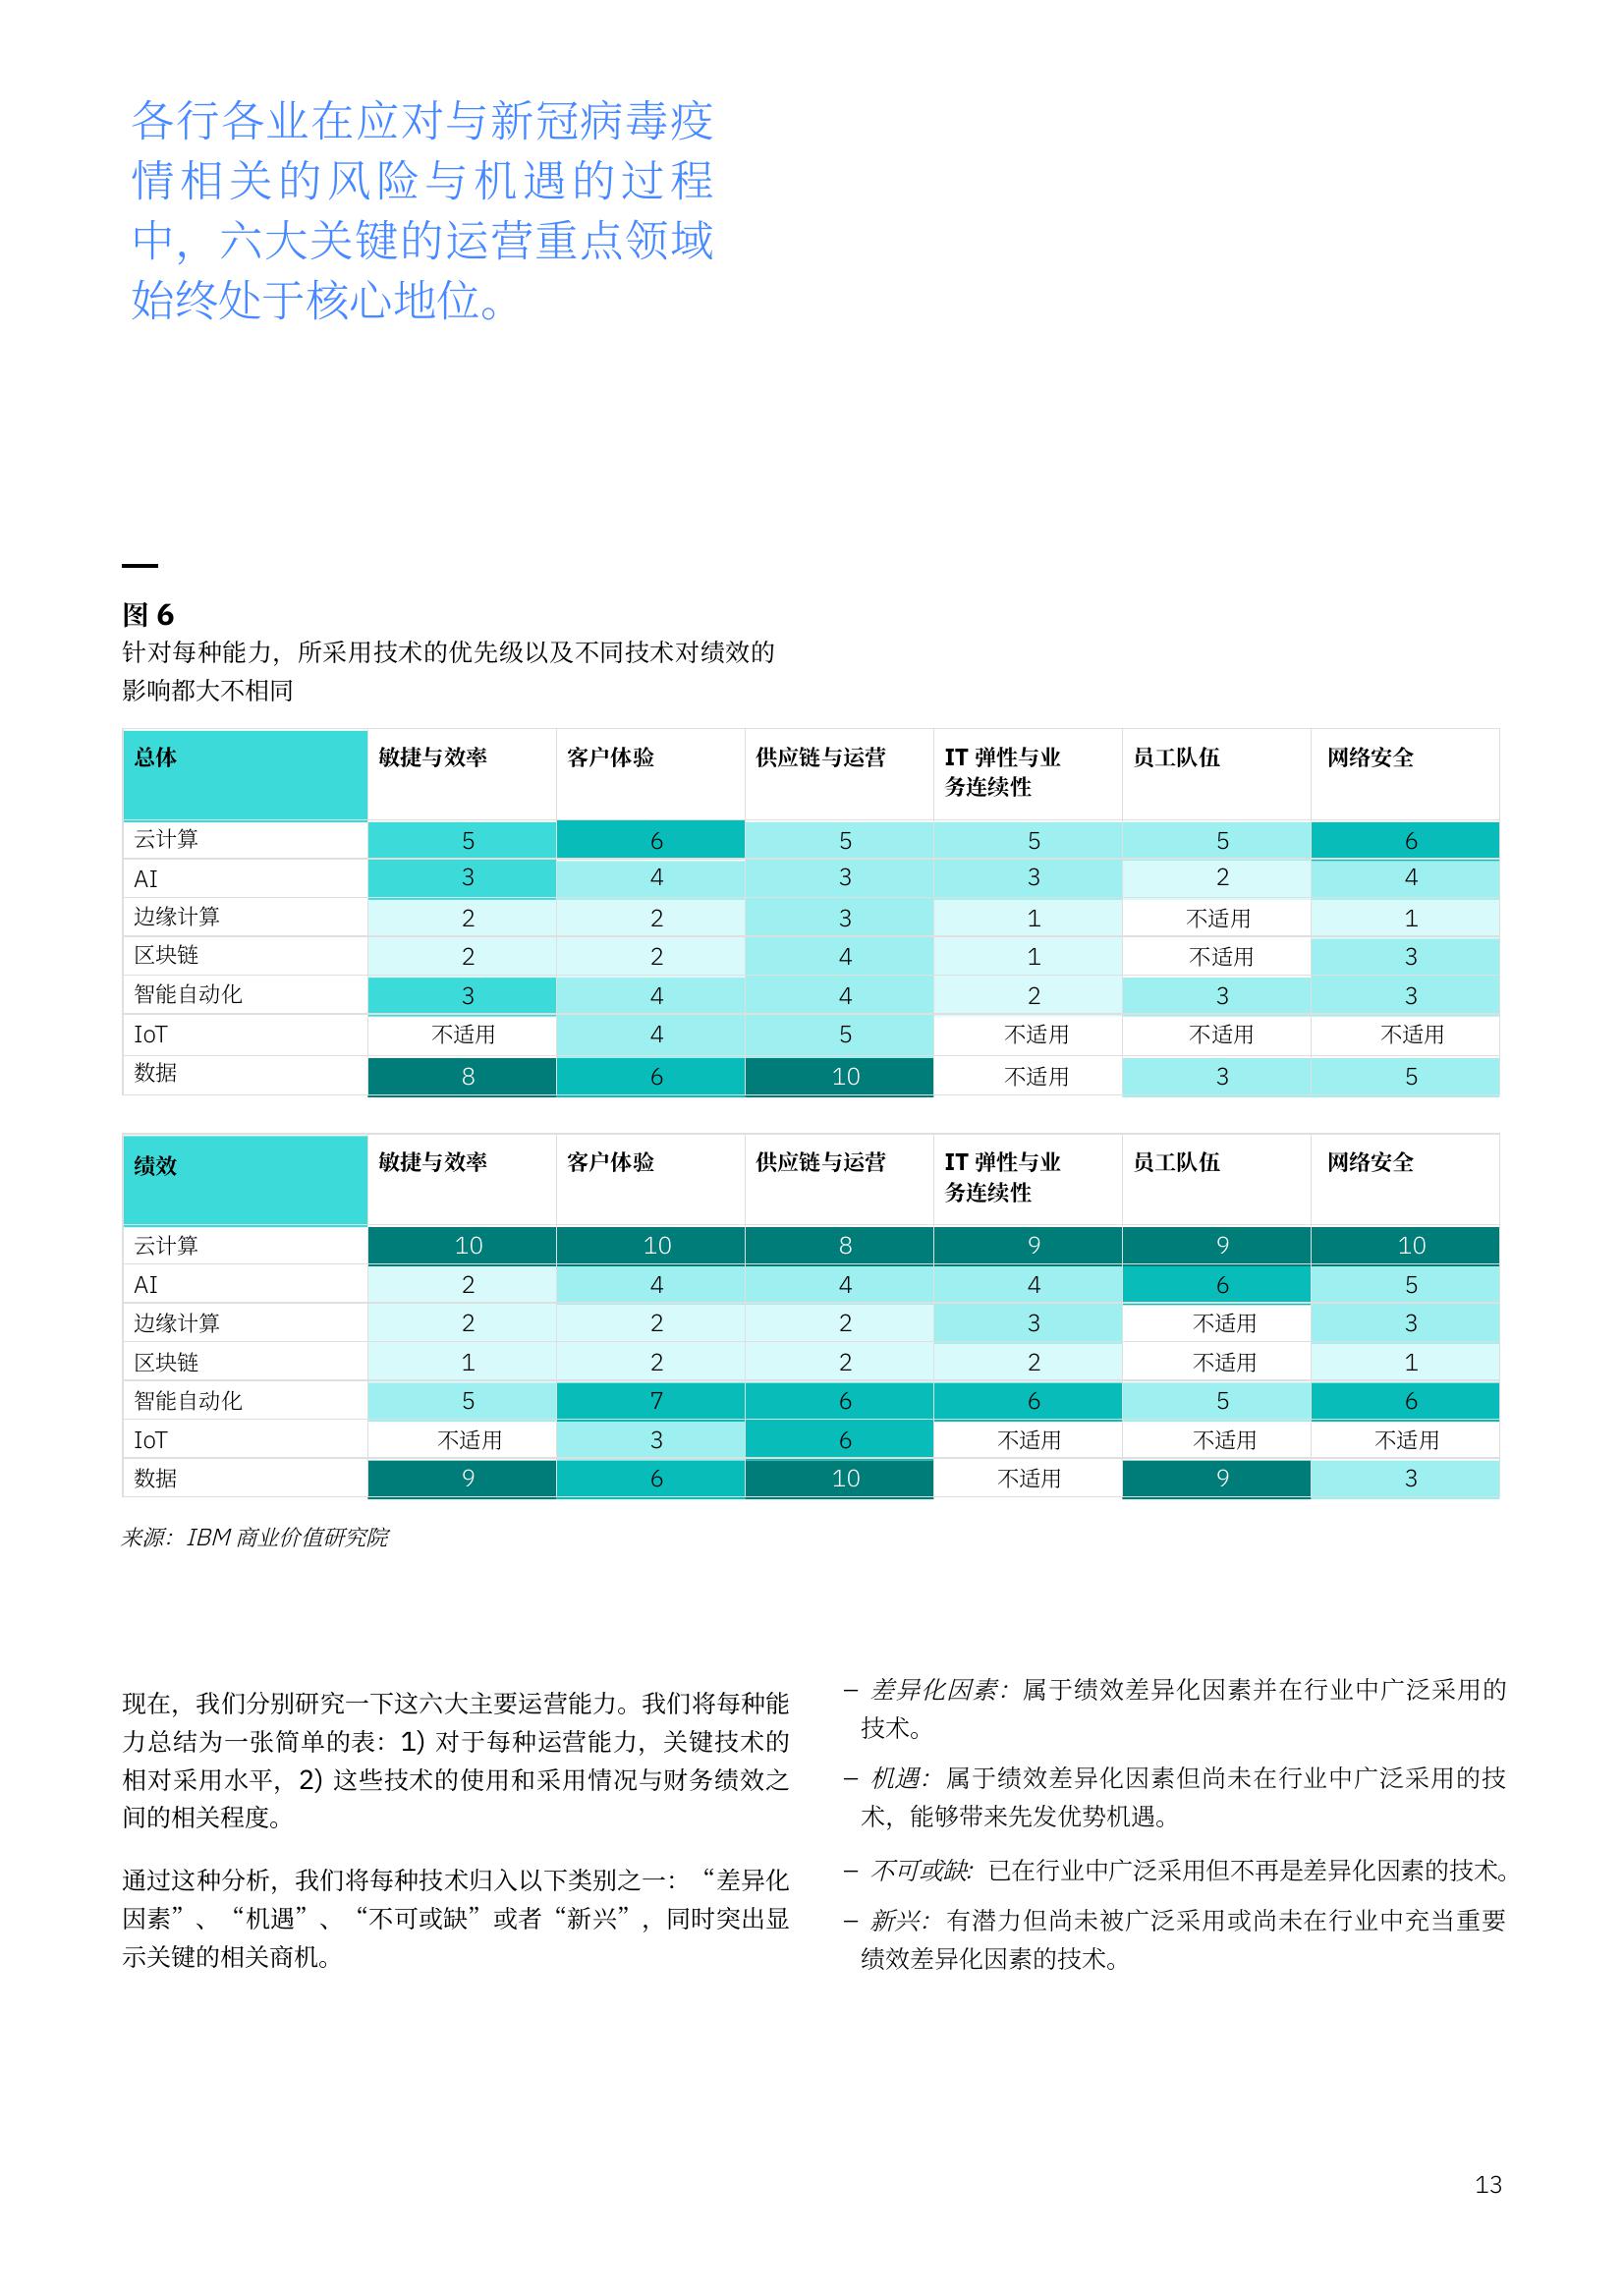 各行各业在应对与新冠病毒疫
情相关的风险与机遇的过程
中，六大关键的运营重点领域
始终处于核心地位。
图 6
针对每种能力，所采用技术的优先级以及不同技术对绩效的
影响都大不相同
总体 敏捷与效率 客户体验 供应链与运营 IT 弹性与业 员工队伍 网络安全
务连续性
云计算 5 6 5 5 5 6
AI 3 4 3 3 2 4
边缘计算 2 2 3 1 不适用 1
区块链 2 2 4 1 不适用 3
智能自动化 3 4 4 2 3 3
IoT 不适用 4 5 不适用 不适用 不适用
数据 8 6 10 不适用 3 5
绩效 敏捷与效率 客户体验 供应链与运营 IT 弹性与业 员工队伍 网络安全
务连续性
云计算 10 10 8 9 9 10
AI 2 4 4 4 6 5
边缘计算 2 2 2 3 不适用 3
区块链 1 2 2 2 不适用 1
智能自动化 5 7 6 6 5 6
IoT 不适用 3 6 不适用 不适用 不适用
数据 9 6 10 不适用 9 3
来源：IBM 商业价值研究院
现在，我们分别研究一下这六大主要运营能力。我们将每种能
力总结为一张简单的表：1) 对于每种运营能力，关键技术的
相对采用水平，2) 这些技术的使用和采用情况与财务绩效之
间的相关程度。
通过这种分析，我们将每种技术归入以下类别之一：“差异化
因素”、“机遇”、“不可或缺”或者“新兴”，同时突出显
示关键的相关商机。
– 差异化因素：属于绩效差异化因素并在行业中广泛采用的
技术。
– 机遇：属于绩效差异化因素但尚未在行业中广泛采用的技
术，能够带来先发优势机遇。
– 不可或缺：已在行业中广泛采用但不再是差异化因素的技术。
– 新兴：有潜力但尚未被广泛采用或尚未在行业中充当重要
绩效差异化因素的技术。
13